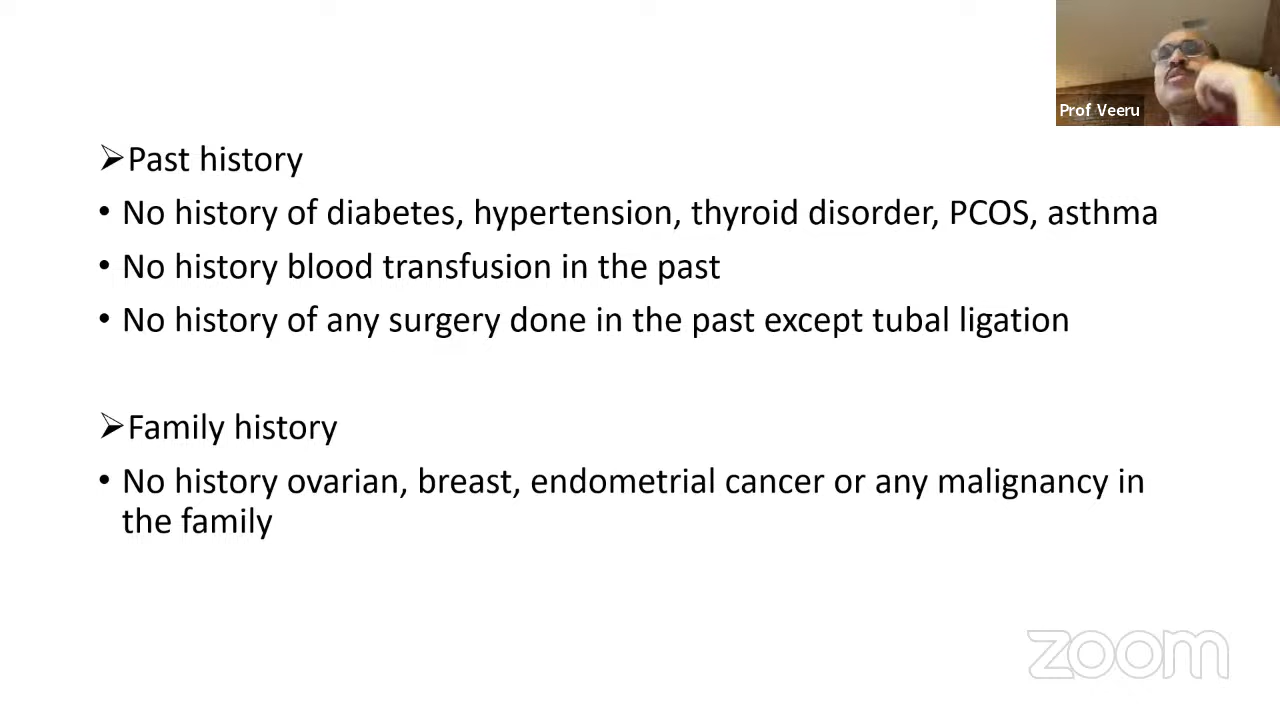 Prof Veeru
➢Past history
• No history of diabetes, hypertension, thyroid disorder, PCOS, asthma
• No history blood transfusion in the past
• No history of any surgery done in the past except tubal ligation
➢Family history
• No history ovarian, breast, endometrial cancer or any malignancy in
the family
zoom